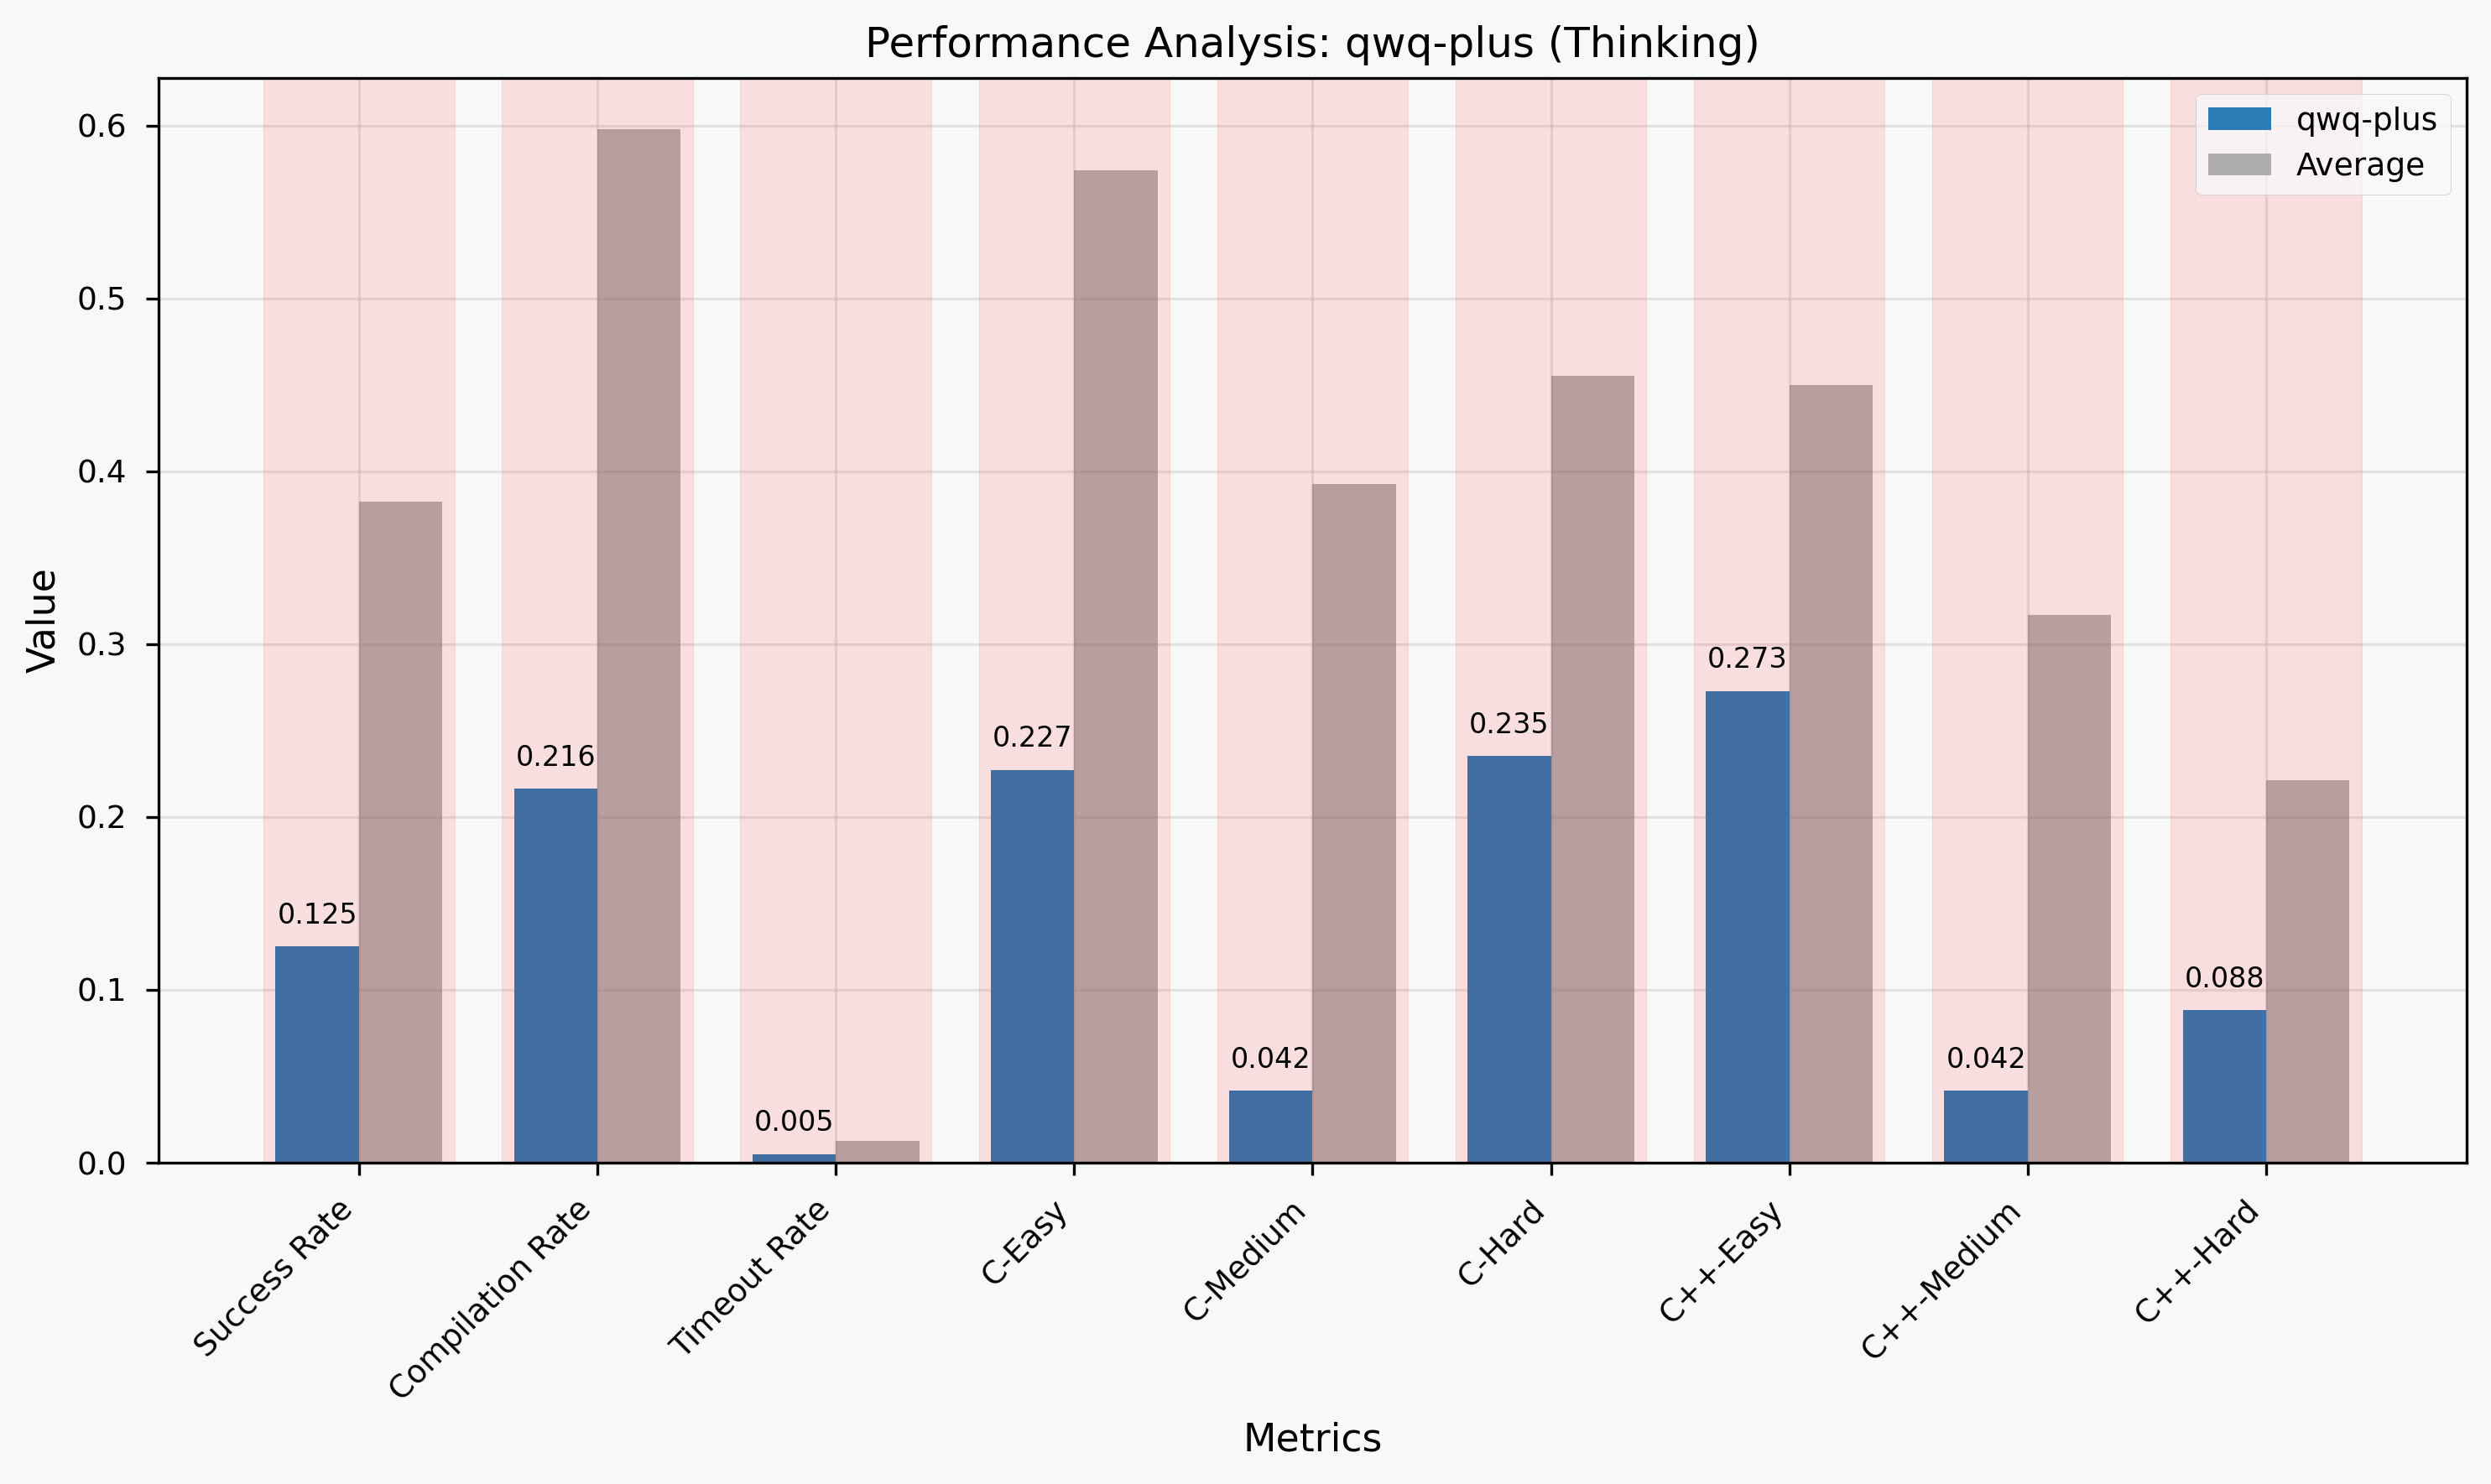 Performance Analysis: qwq-plus (Thinking)
qwq-plus
Average
Value
0.6
0.5
0.4
0.3
0.2
0.1
0.0
0.125
0.216
0.005
0.227
0.042
0.235
0.273
0.042
0.088
Success Rate
Compilation Rate
Timeout Rate
C-Easy
C-Medium
C-Hard
C++-Easy
C++-Medium
C++-Hard
Metrics